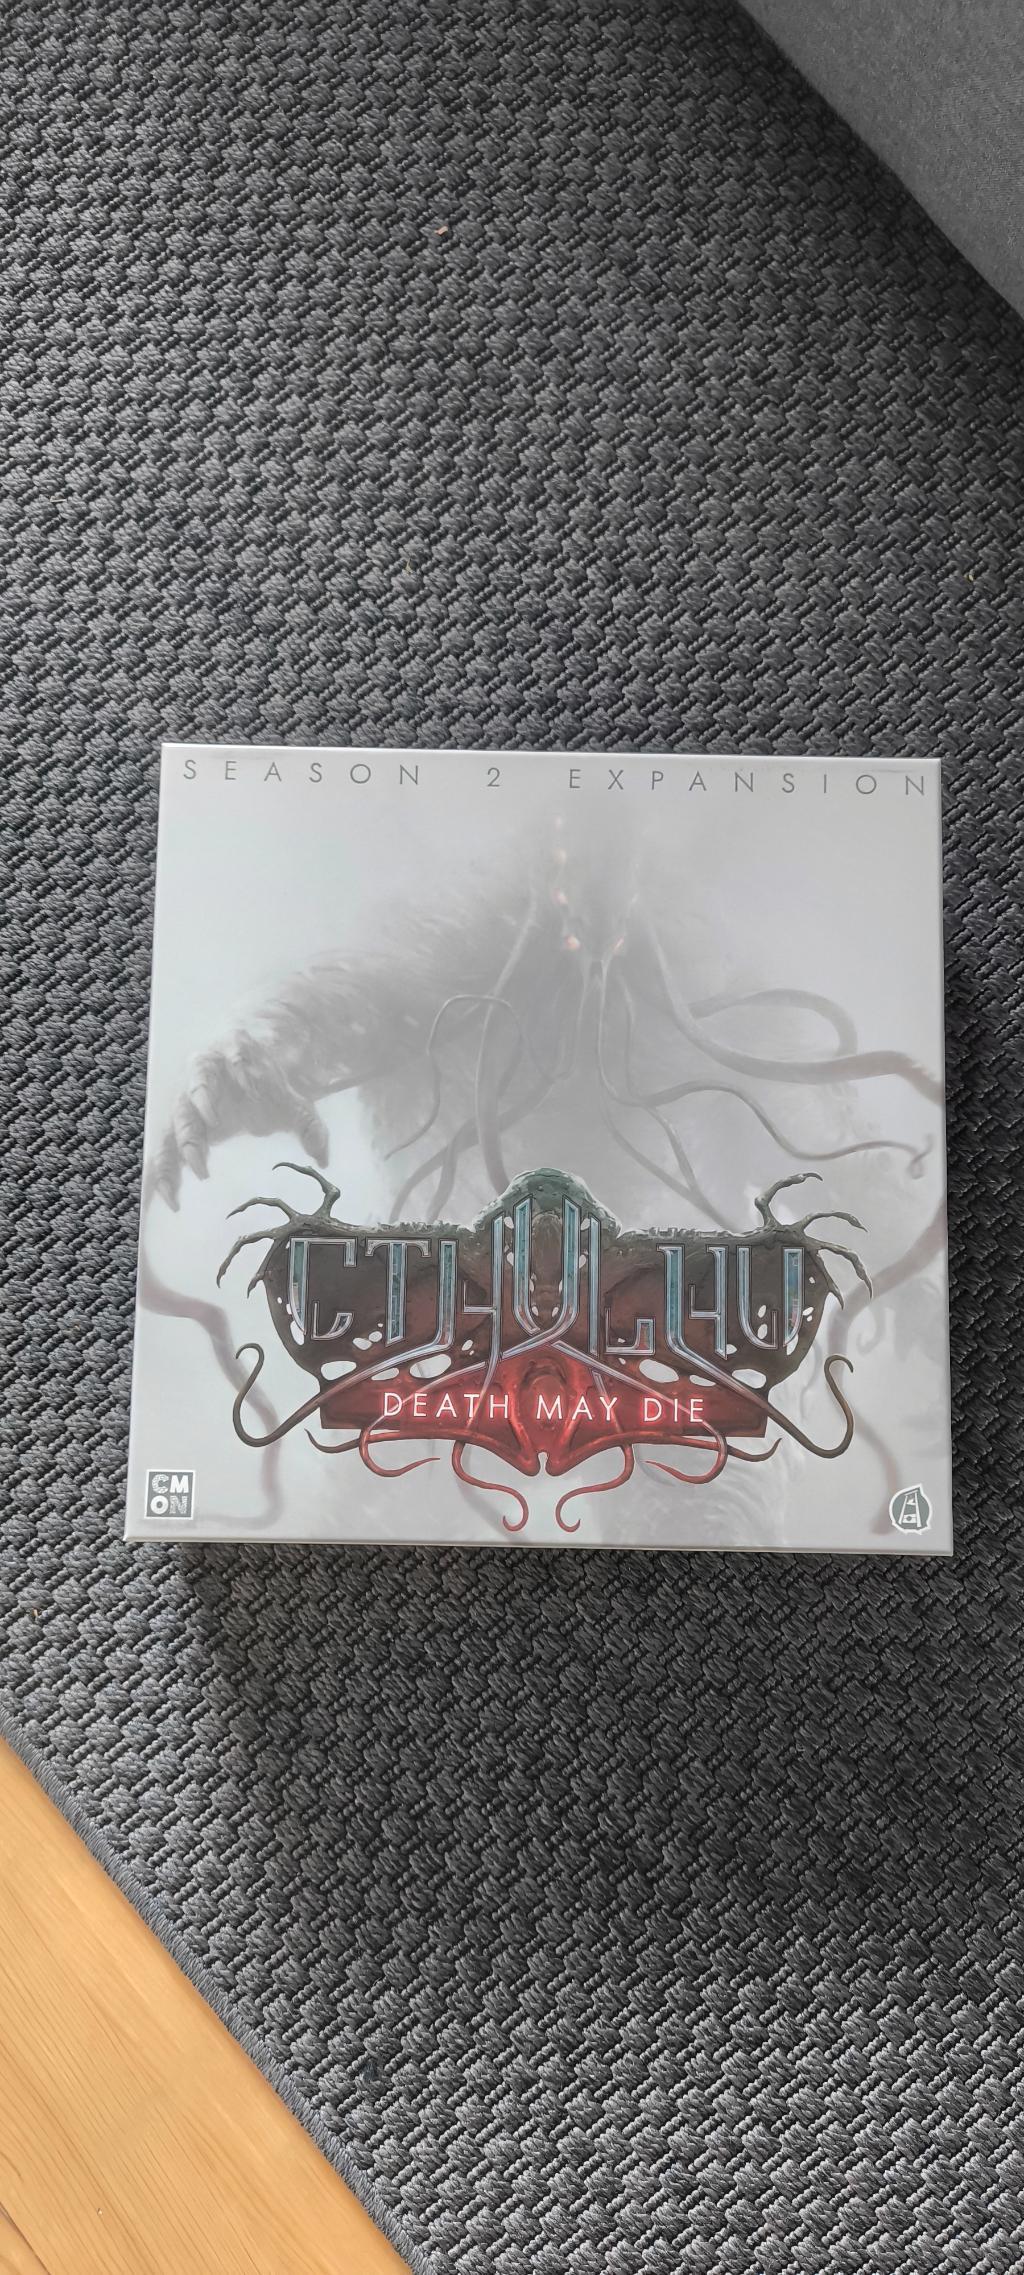 SEASON 2 EXPANSION
CTHULHU
DEATH MAY DIE
CMON